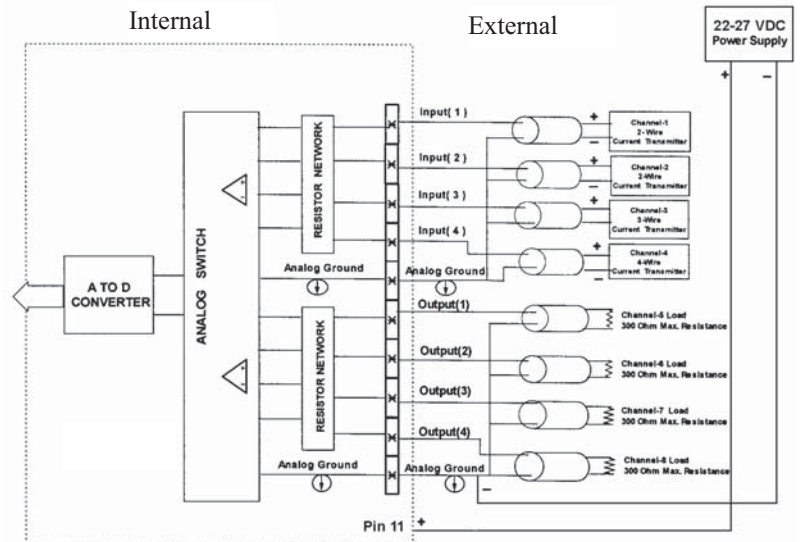 Internal
External
22-27 VDC
Power Supply
+
−
Input( 1 )
+
−
Channel-1
2- Wire
Current Transmitter
Input( 2 )
+
−
Channel-2
2-Wire
Current Transmitter
Input( 3 )
+
−
Channel-3
3-Wire
Current Transmitter
Input( 4 )
+
−
Channel-4
4-Wire
Current Transmitter
RESISTOR NETWORK
Analog Ground
Analog Ground
A TO D
CONVERTER
ANALOG SWITCH
Output(1)
Channel-5 Load
300 Ohm Max. Resistance
Output(2)
Channel-6 Load
300 Ohm Max. Resistance
RESISTOR NETWORK
Output(3)
Channel-7 Load
300 Ohm Max. Resistance
Output(4)
Channel-8 Load
300 Ohm Max. Resistance
Analog Ground
Analog Ground
−
Pin 11
+